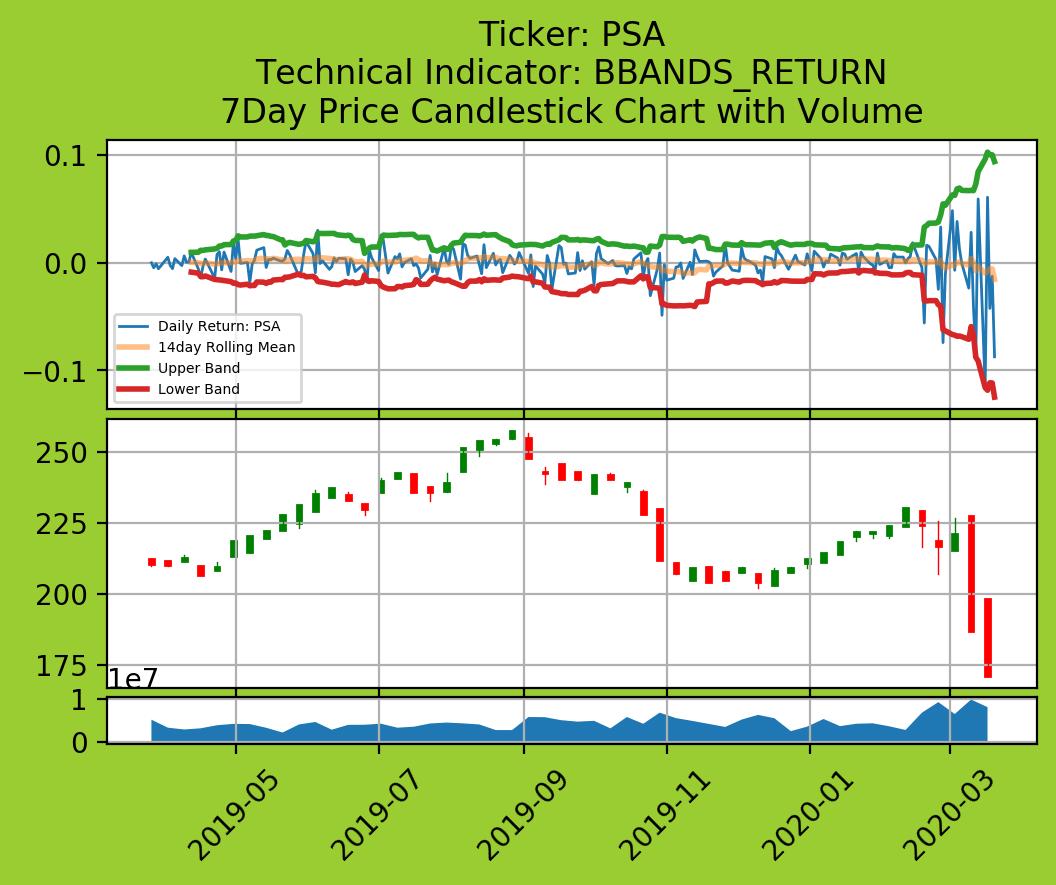 Ticker: PSA
Technical Indicator: BBANDS_RETURN
7Day Price Candlestick Chart with Volume
0.1
0.0
−0.1
Daily Return: PSA
14day Rolling Mean
Upper Band
Lower Band
250
225
200
175
1e7
1
0
2019-05
2019-07
2019-09
2019-11
2020-01
2020-03